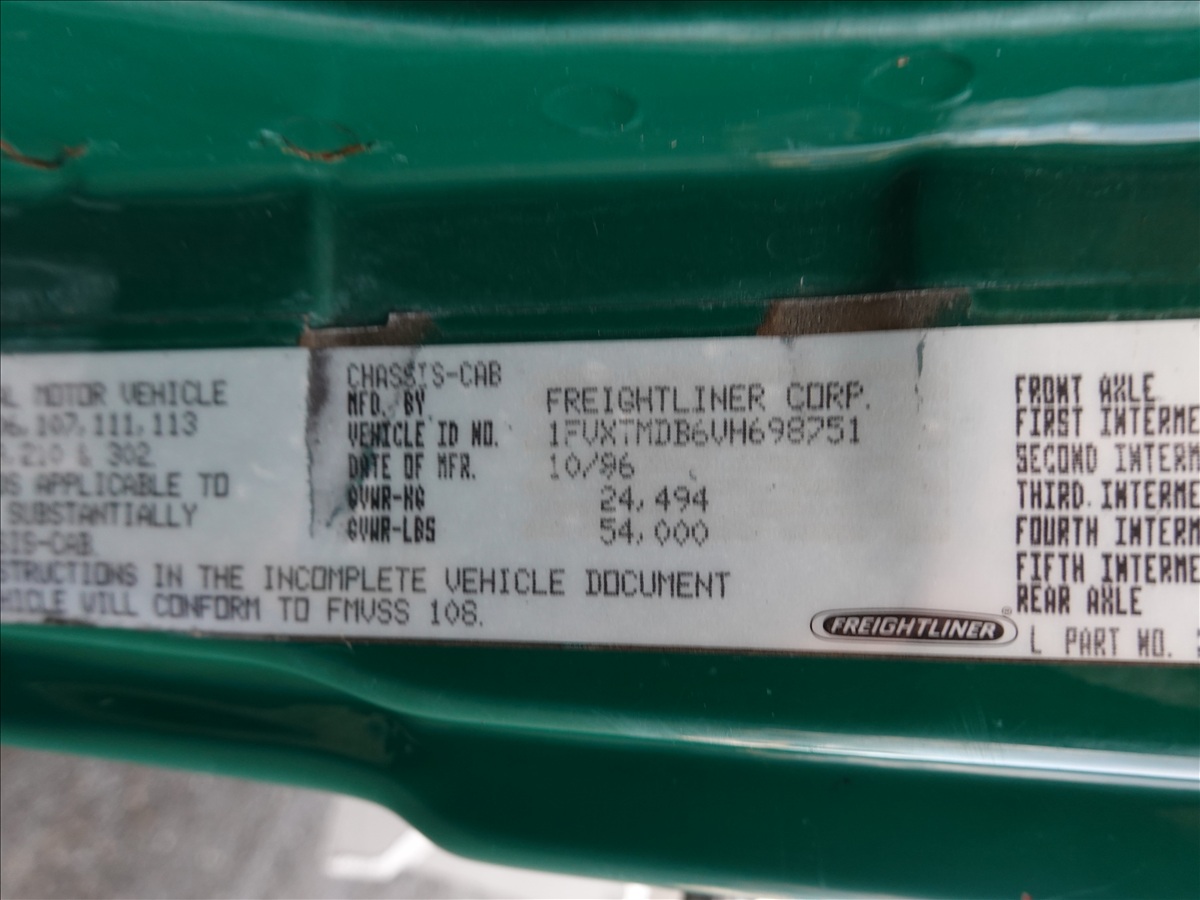 L MOTOR VEHICLE
107, 111, 113
210 & 302
S APPLICABLE TO
SUBSTANTIALLY
SIS-CAB
STRUCTIONS IN THE INCOMPLETE VEHICLE DOCUMENT
HICLE WILL CONFORM TO FMVSS 108.
CHASSIS-CAB
MFD. BY FREIGHTLINER CORP.
VEHICLE ID NO. 1FVXTMDB6VH698751
DATE OF MFR. 10/96
GVWR-KG 24,494
GVWR-LBS 54,000
FREIGHTLINER
FRONT AXLE
FIRST INTERME
SECOND INTERM
THIRD INTERME
FOURTH INTERM
FIFTH INTERME
REAR AXLE
L PART NO.